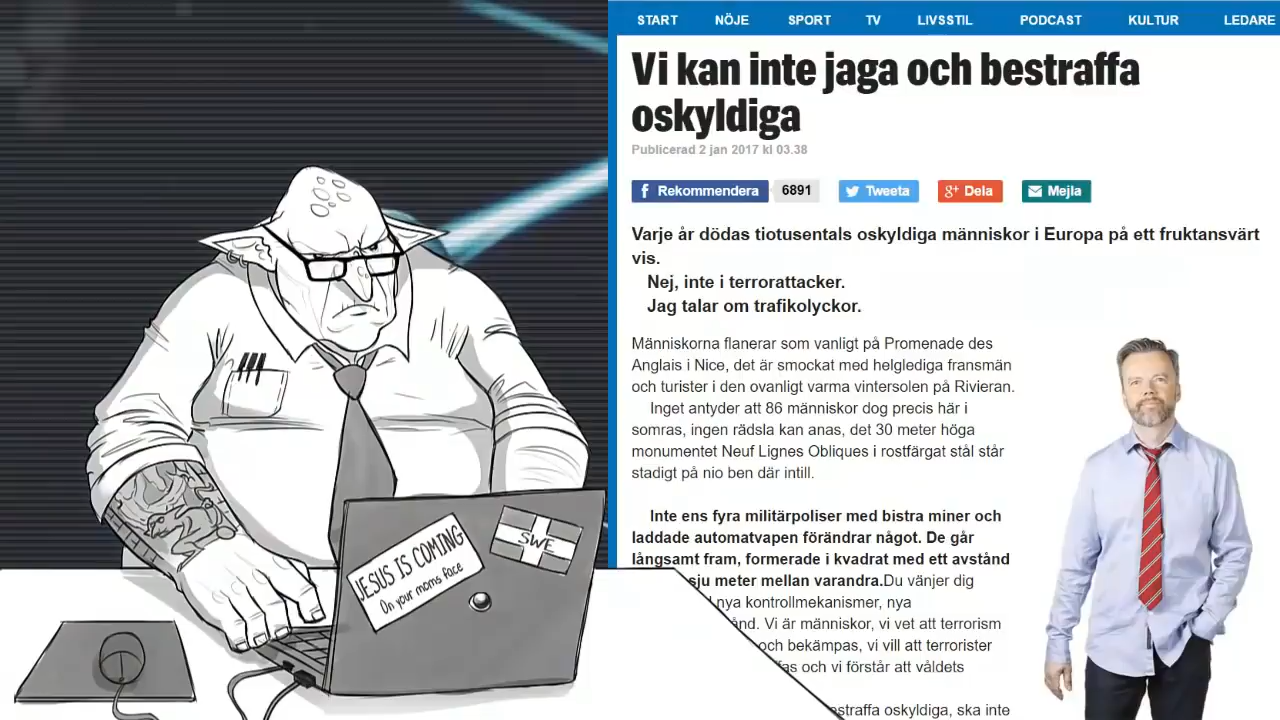 START NÖJE SPORT TV LIVSSTIL PODCAST KULTUR LEDARE
Vi kan inte jaga och bestraffa
oskyldiga
Publicerad 2 jan 2017 kl 03.38
Rekommendera 6891 Tweeta Dela Mejla
Varje år dödas tiotusentals oskyldiga människor i Europa på ett fruktansvärt
vis.
Nej, inte i terrorattacker.
Jag talar om trafikolyckor.
Människorna flanerar som vanligt på Promenade des
Anglais i Nice, det är smockat med helglediga fransmän
och turister i den ovanligt varma vintersolen på Rivieran.
Inget antyder att 86 människor dog precis här i
somras, ingen rädsla kan anas, det 30 meter höga
monumentet Neuf Lignes Obliques i rostfärgat stål står
stadigt på nio ben där intill.
Inte ens fyra militärpoliser med bistra miner och
laddade automatvapen förändrar något. De går
långsamt fram, formerade i kvadrat med ett avstånd
sju meter mellan varandra.Du vänjer dig
nya kontrollmekanismer, nya
Vi är människor, vi vet att terrorism
och bekämpas, vi vill att terrorister
och vi förstår att våldets
oskyldiga, ska inte
JESUS IS COMING
On your moms face
SWE